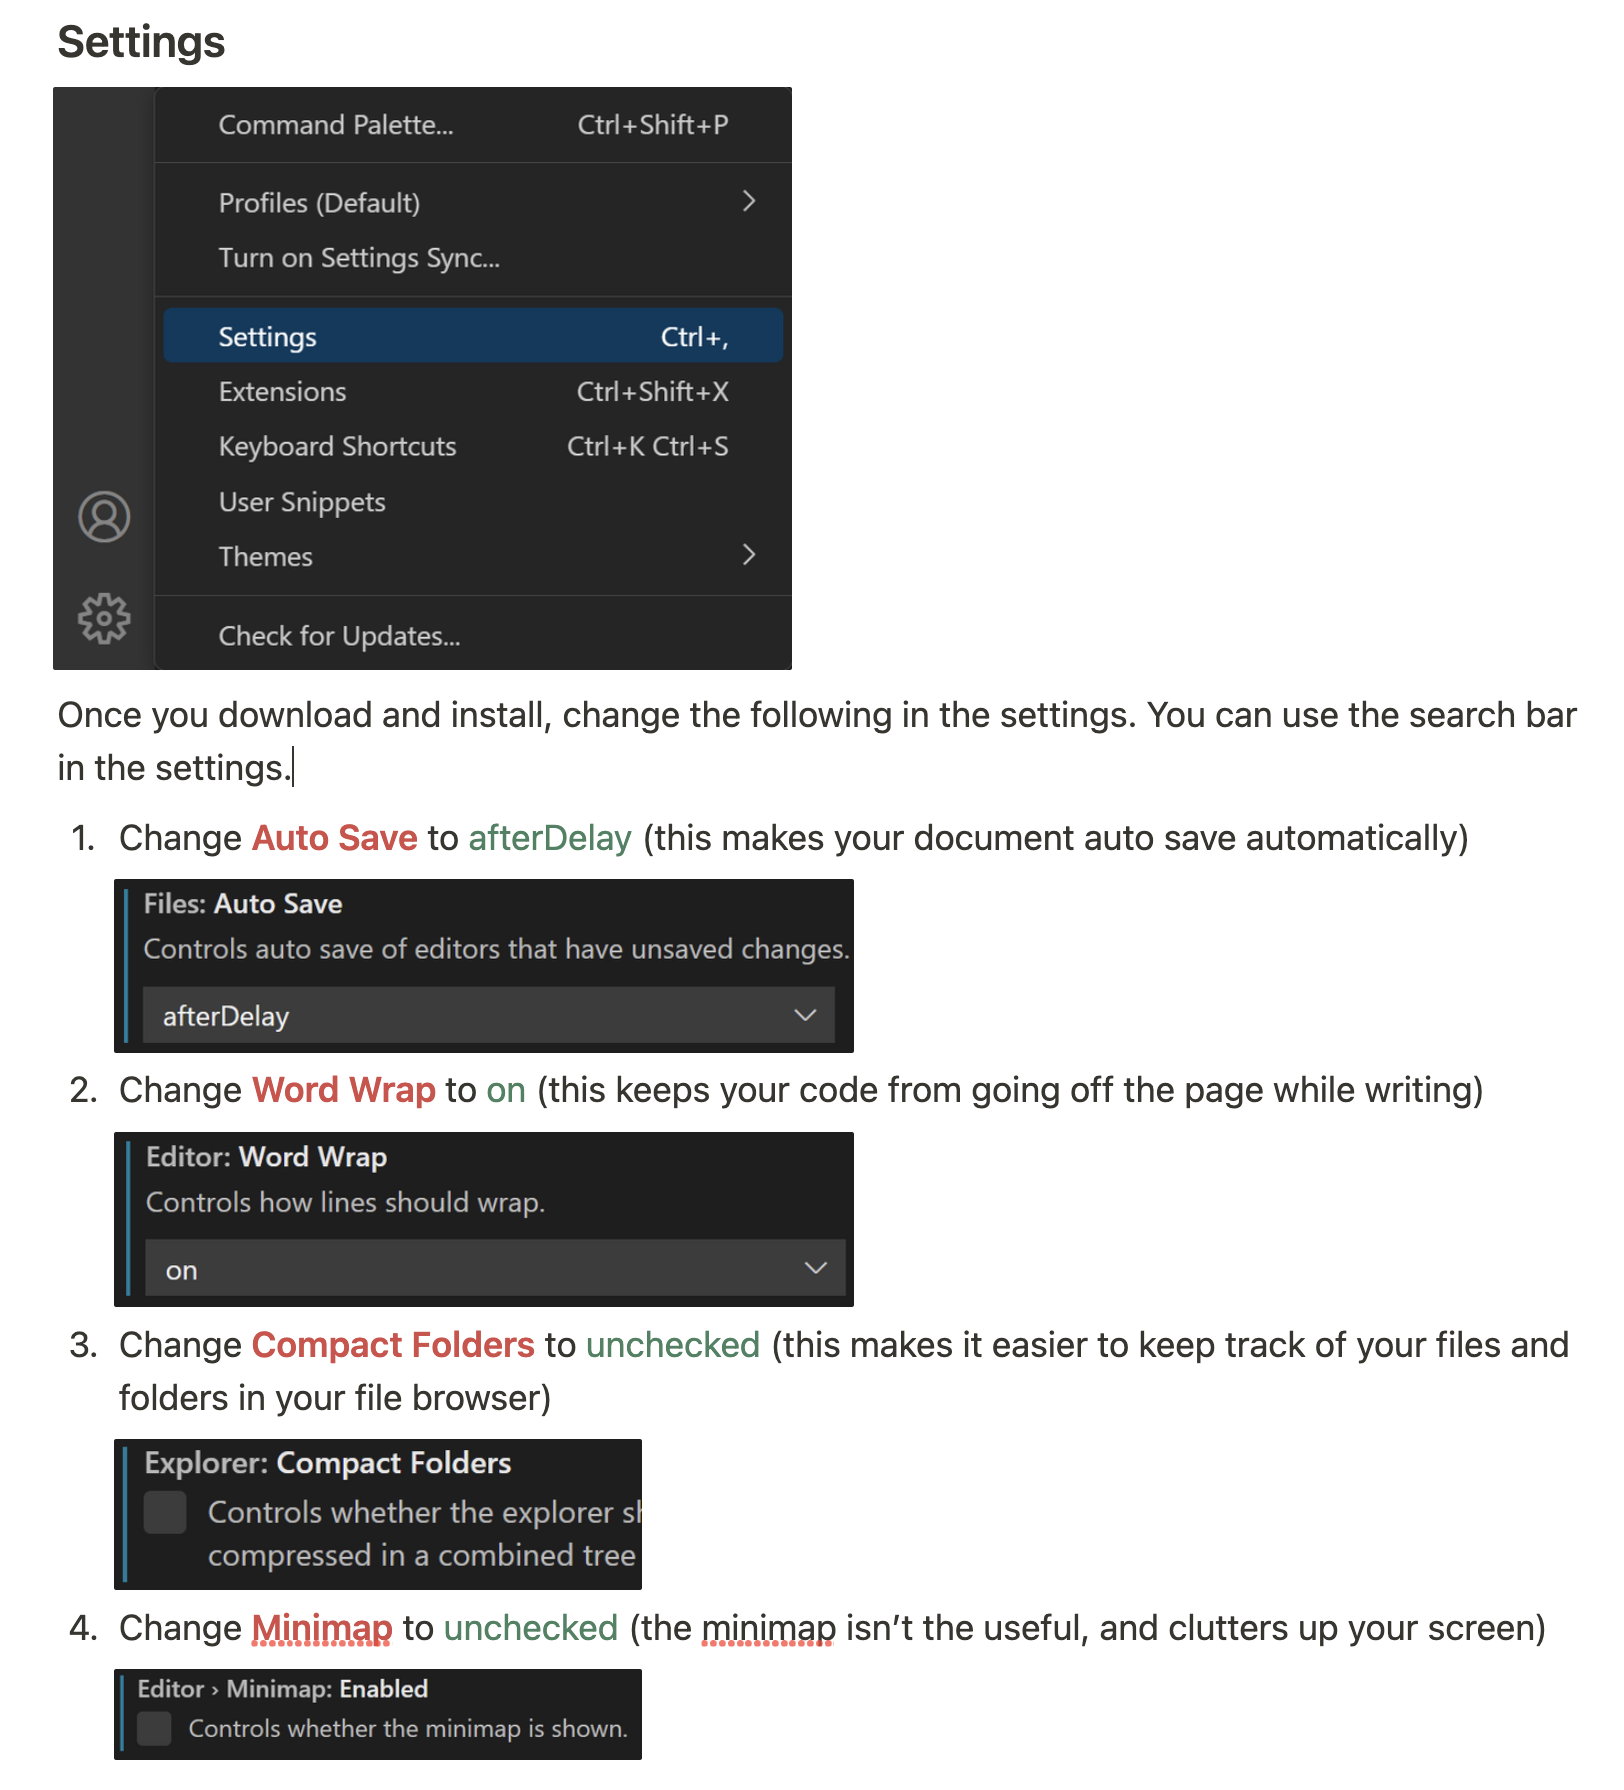 Settings
Command Palette... Ctrl+Shift+P
Profiles (Default)
Turn on Settings Sync...
Settings Ctrl+,
Extensions Ctrl+Shift+X
Keyboard Shortcuts Ctrl+K Ctrl+S
User Snippets
Themes
Check for Updates...
Once you download and install, change the following in the settings. You can use the search bar
in the settings.
1. Change Auto Save to afterDelay (this makes your document auto save automatically)
Files: Auto Save
Controls auto save of editors that have unsaved changes.
afterDelay
2. Change Word Wrap to on (this keeps your code from going off the page while writing)
Editor: Word Wrap
Controls how lines should wrap.
on
3. Change Compact Folders to unchecked (this makes it easier to keep track of your files and
folders in your file browser)
Explorer: Compact Folders
Controls whether the explorer
compressed in a combined tree
4. Change Minimap to unchecked (the minimap isn’t the useful, and clutters up your screen)
Editor › Minimap: Enabled
Controls whether the minimap is shown.